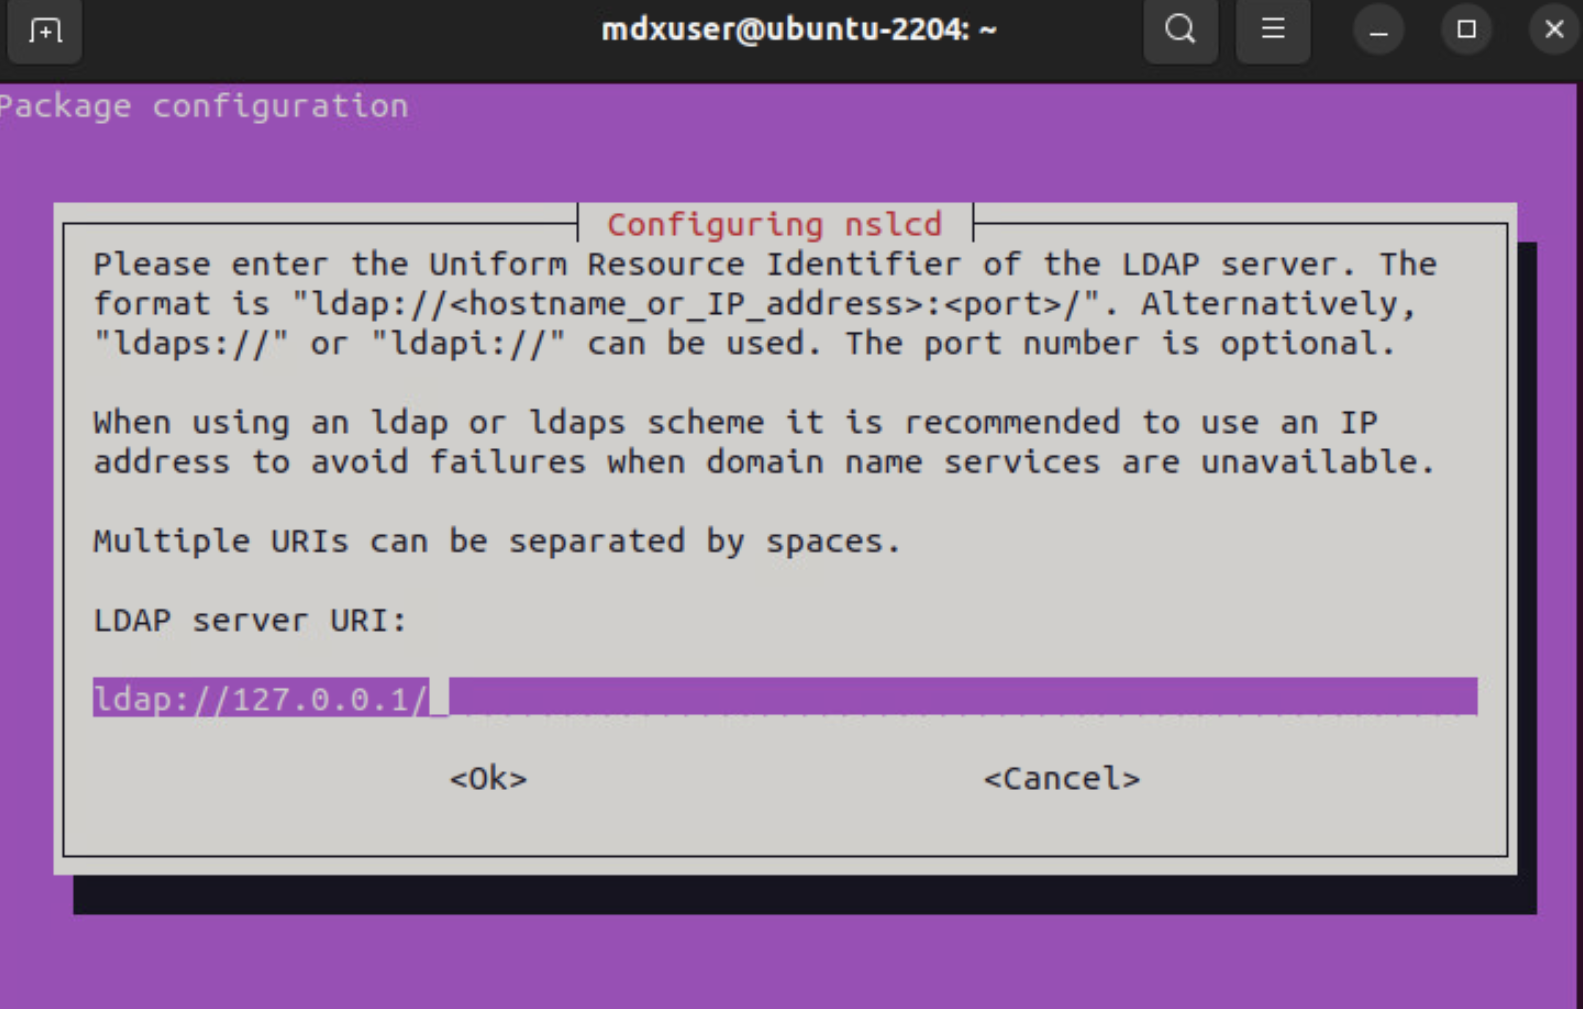 mdxuser@ubuntu-2204: ~
Package configuration
Configuring nslcd
Please enter the Uniform Resource Identifier of the LDAP server. The
format is "ldap://<hostname_or_IP_address>:<port>/". Alternatively,
"ldaps://" or "ldapi://" can be used. The port number is optional.
When using an ldap or ldaps scheme it is recommended to use an IP
address to avoid failures when domain name services are unavailable.
Multiple URIs can be separated by spaces.
LDAP server URI:
ldap://127.0.0.1/
<Ok> <Cancel>